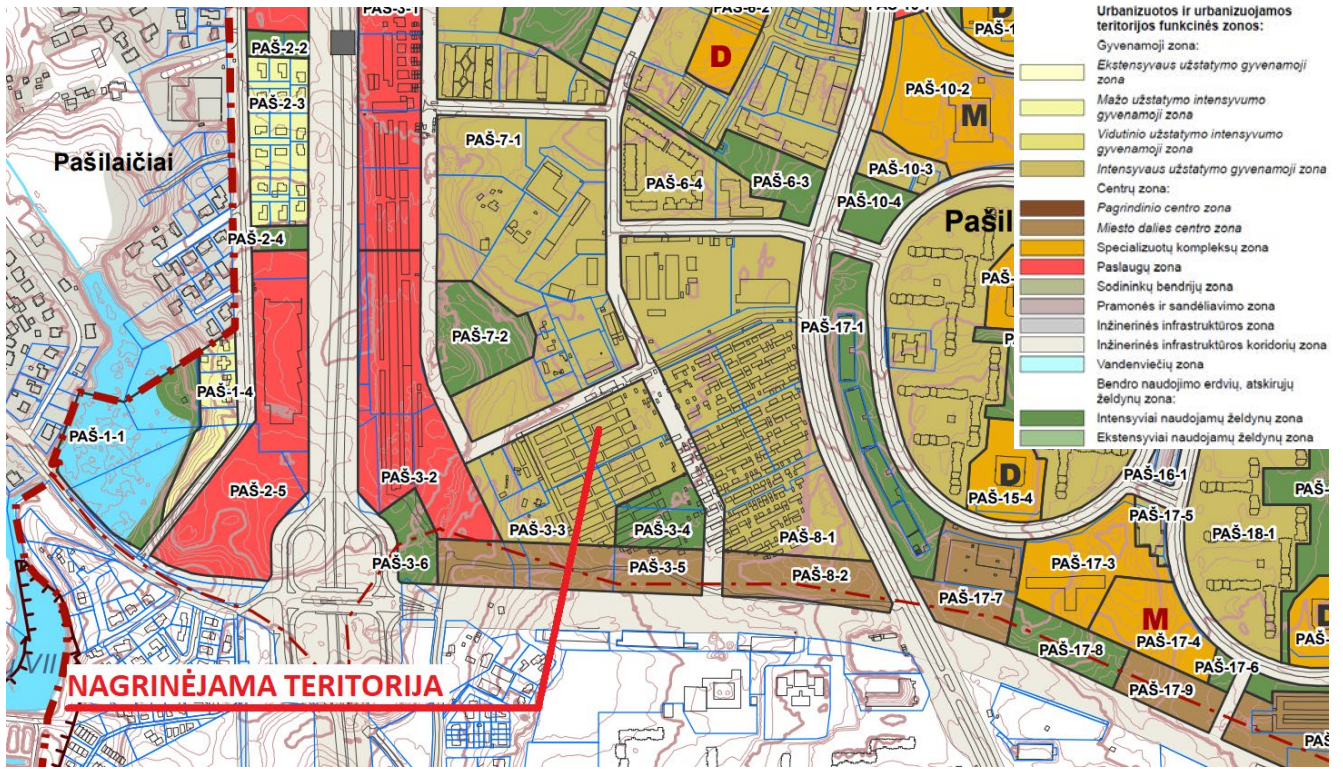 PAŠ-3-1
PAŠ-6-2
PAŠ-2-2
D
PAŠ-10-2
M
PAŠ-2-3
Pašilaičiai
PAŠ-7-1
PAŠ-6-4
PAŠ-6-3
PAŠ-10-3
PAŠ-10-4
Pašil
PAŠ-2-4
PAŠ-7-2
PAŠ-17-1
PAŠ-1-4
PAŠ-1-1
PAŠ-2-5
PAŠ-3-2
D
PAŠ-15-4
PAŠ-16-1
PAŠ-17-5
PAŠ-3-3
PAŠ-3-4
PAŠ-8-1
PAŠ-18-1
PAŠ-3-6
PAŠ-3-5
PAŠ-8-2
PAŠ-17-3
PAŠ-17-7
M
PAŠ-17-4
PAŠ-17-8
PAŠ-17-6
PAŠ-17-9
VII
NAGRINĖJAMA TERITORIJA
Urbanizuotos ir urbanizuojamos
teritorijos funkcinės zonos:
Gyvenamoji zona:
Ekstensyvaus užstatymo gyvenamoji
zona
Mažo užstatymo intensyvumo
gyvenamoji zona
Vidutinio užstatymo intensyvumo
gyvenamoji zona
Intensyvaus užstatymo gyvenamoji zona
Centrų zona:
Pagrindinio centro zona
Miesto dalies centro zona
Specializuotų kompleksų zona
Paslaugų zona
Sodininkų bendrijų zona
Pramonės ir sandėliavimo zona
Inžinerinės infrastruktūros zona
Inžinerinės infrastruktūros koridorių zona
Vandenviečių zona
Bendro naudojimo erdvių, atskirųjų
želdynų zona:
Intensyviai naudojamų želdynų zona
Ekstensyviai naudojamų želdynų zona